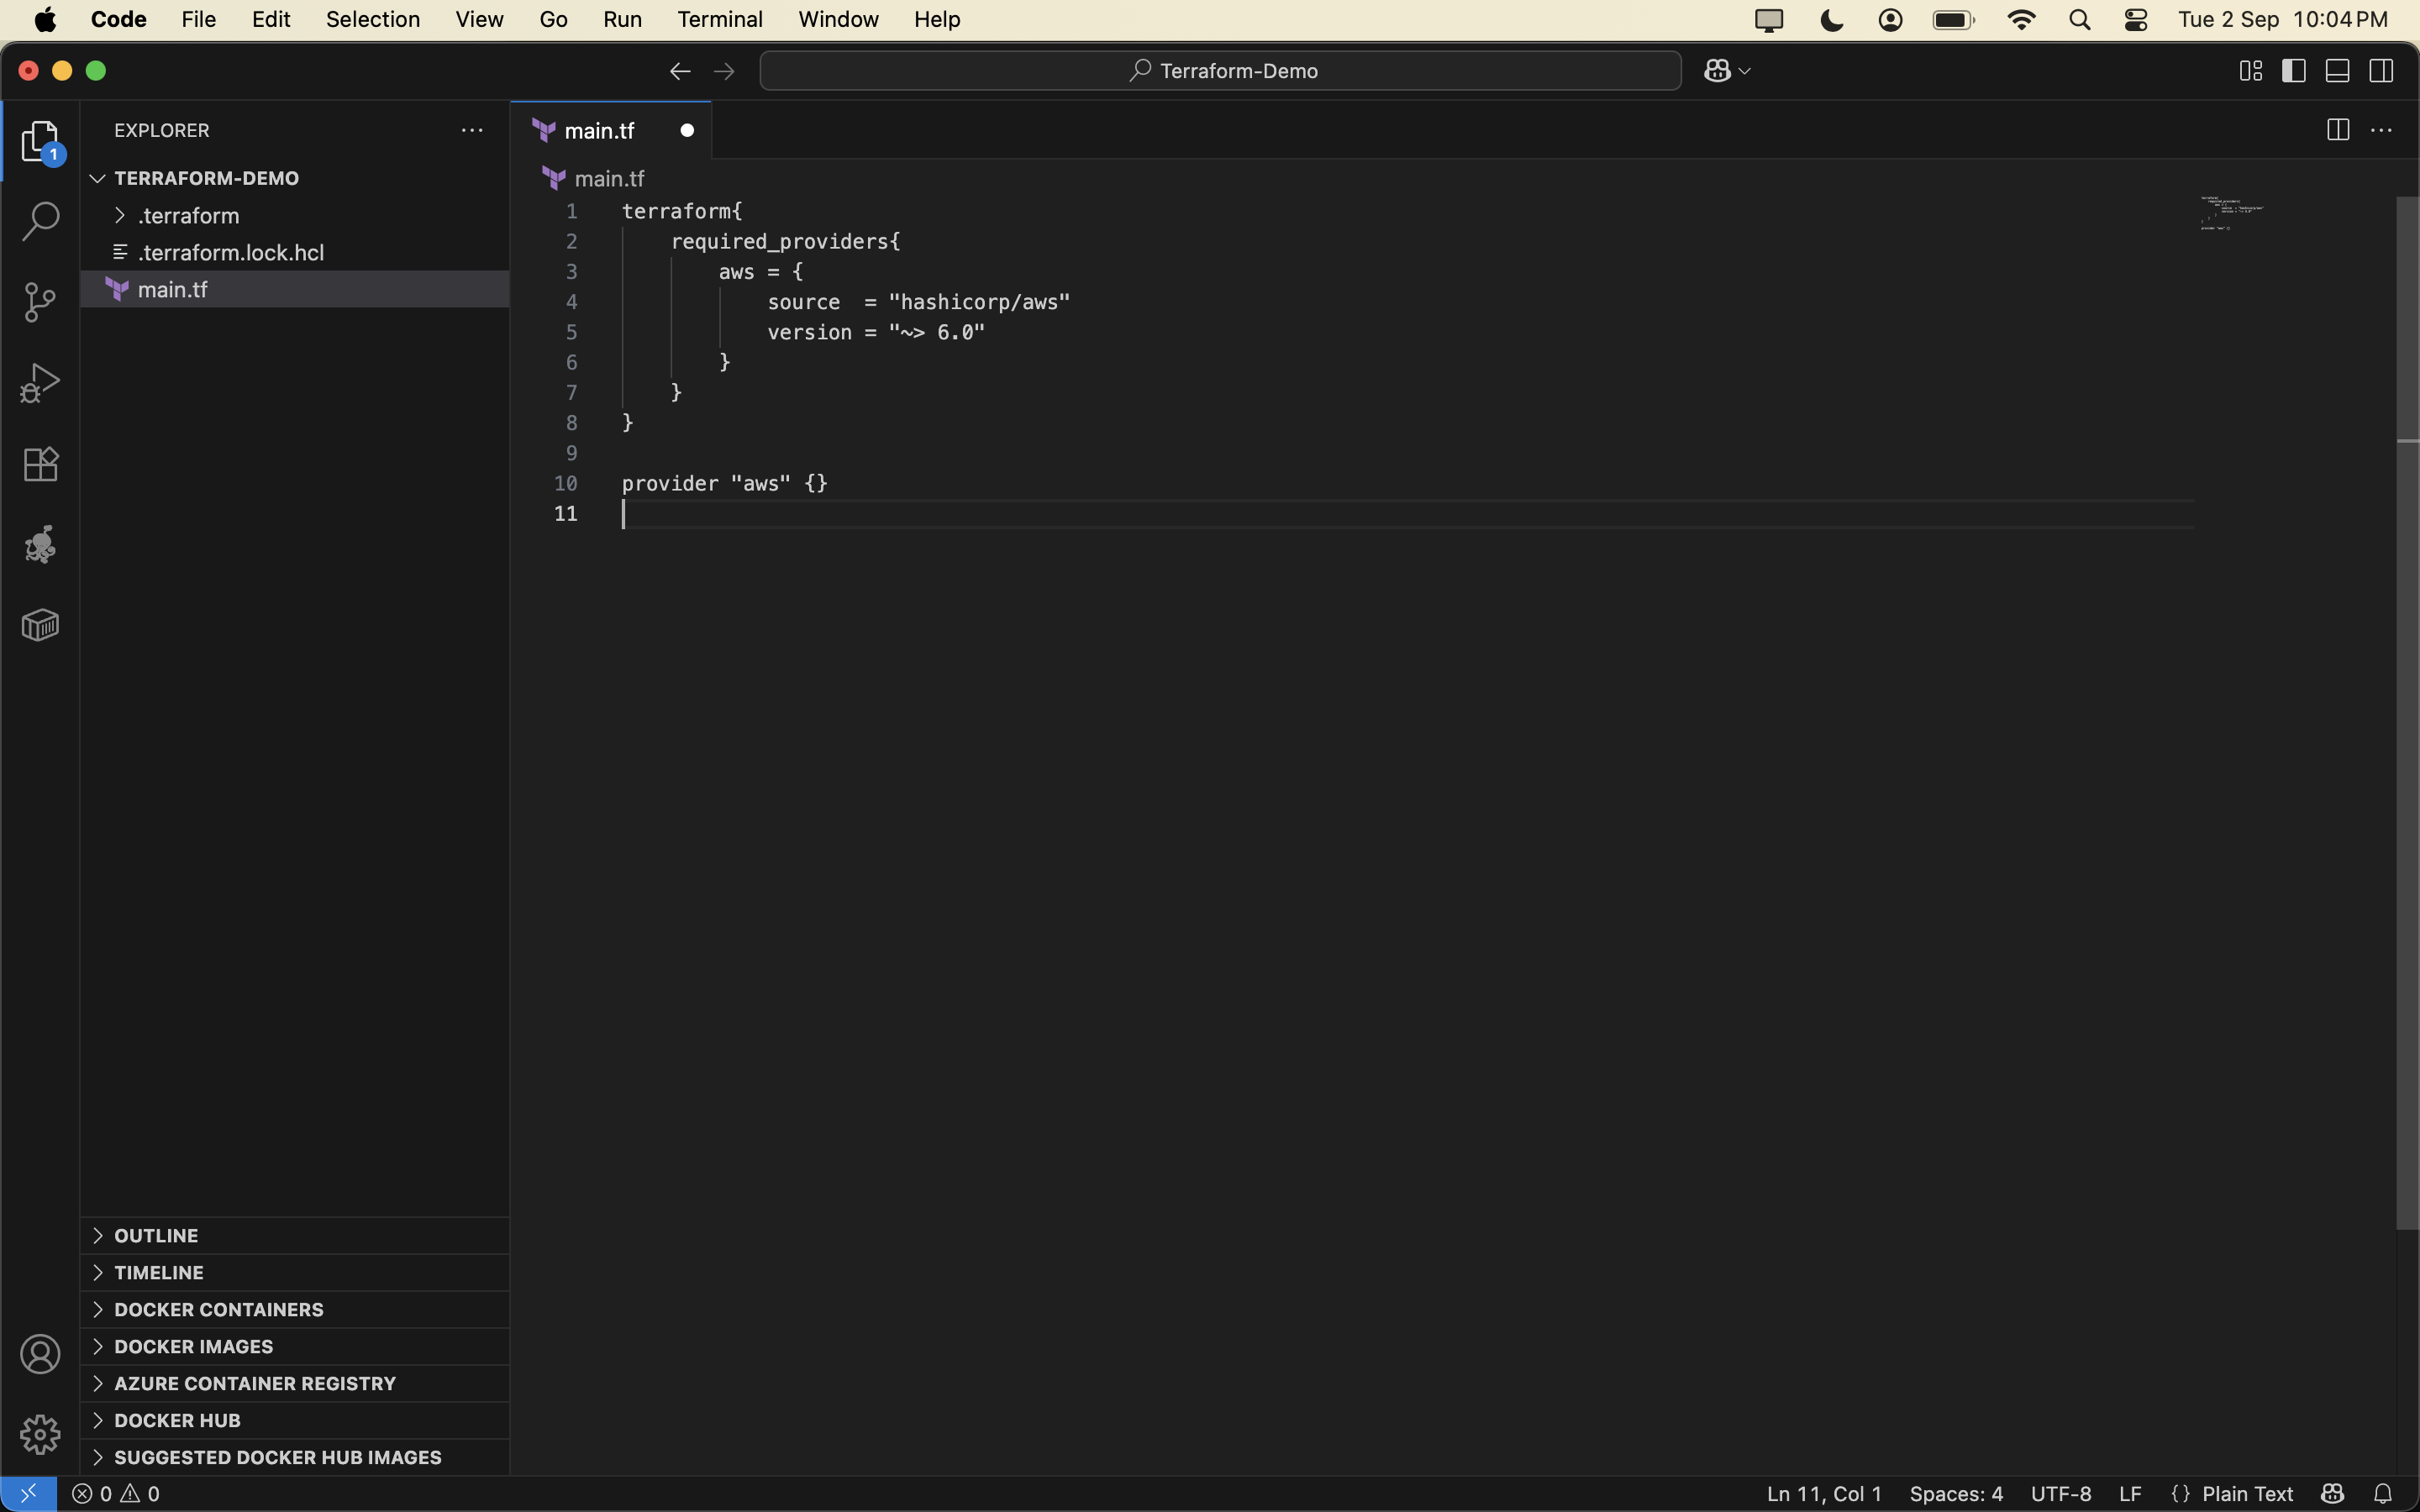 Code File Edit Selection View Go Run Terminal Window Help Tue 2 Sep 10:04 PM
Terraform-Demo
EXPLORER
TERRAFORM-DEMO
.terraform
.terraform.lock.hcl
main.tf
1
main.tf
main.tf
1 terraform{
2 required_providers{
3 aws = {
4 source  = "hashicorp/aws"
5 version = "~> 6.0"
6 }
7 }
8 }
9
10 provider "aws" {}
11
OUTLINE
TIMELINE
DOCKER CONTAINERS
DOCKER IMAGES
AZURE CONTAINER REGISTRY
DOCKER HUB
SUGGESTED DOCKER HUB IMAGES
0 0 Ln 11, Col 1 Spaces: 4 UTF-8 LF {} Plain Text